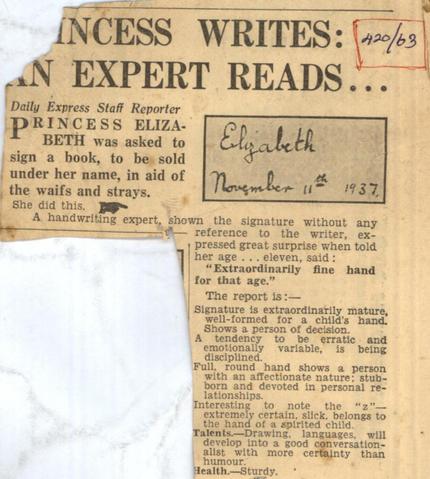 INCESS WRITES:
N EXPERT READS...
420/63
Daily Express Staff Reporter
PRINCESS ELIZA-
BETH was asked to
sign a book, to be sold
under her name, in aid of
the waifs and strays.
She did this.
Elizabeth
November 11th 1937.
A handwriting expert, shown the signature without any
reference to the writer, ex-
pressed great surprise when told
her age . . . eleven, said :
"Extraordinarily fine hand
for that age."
The report is :—
Signature is extraordinarily mature,
well-formed for a child's hand.
Shows a person of decision.
A tendency to be erratic and
emotionally variable, is being
disciplined.
Full, round hand shows a person
with an affectionate nature; stub-
born and devoted in personal re-
lationships.
Interesting to note the "z"—
extremely certain, slick, belongs to
the hand of a spirited child.
Talents.—Drawing, languages, will
develop into a good conversation-
alist with more certainty than
humour.
Health.—Sturdy.